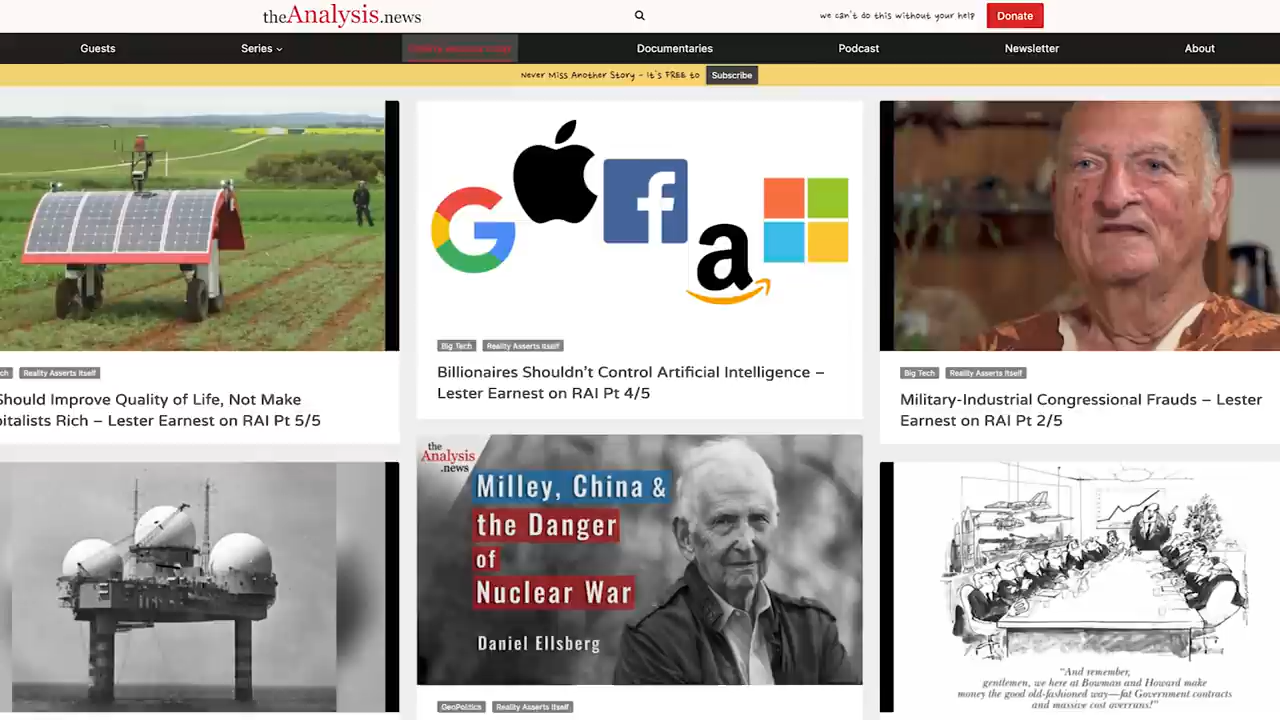 theAnalysis.news
we can't do this without your help
Donate
Guests
Series
Documentaries
Podcast
Newsletter
About
Never Miss Another Story - It's FREE to
Subscribe
ch
Reality Asserts Itself
Should Improve Quality of Life, Not Make
pitalists Rich – Lester Earnest on RAI Pt 5/5
Big Tech
Reality Asserts Itself
Billionaires Shouldn't Control Artificial Intelligence –
Lester Earnest on RAI Pt 4/5
Big Tech
Reality Asserts Itself
Military-Industrial Congressional Frauds – Lester
Earnest on RAI Pt 2/5
the
Analysis
.news
Milley, China &
the Danger
of
Nuclear War
Daniel Ellsberg
GeoPolitics
Reality Asserts Itself
"And remember,
gentlemen, we here at Bowman and Howard make
money the good old-fashioned way—fat Government contracts
and massive cost overruns!"